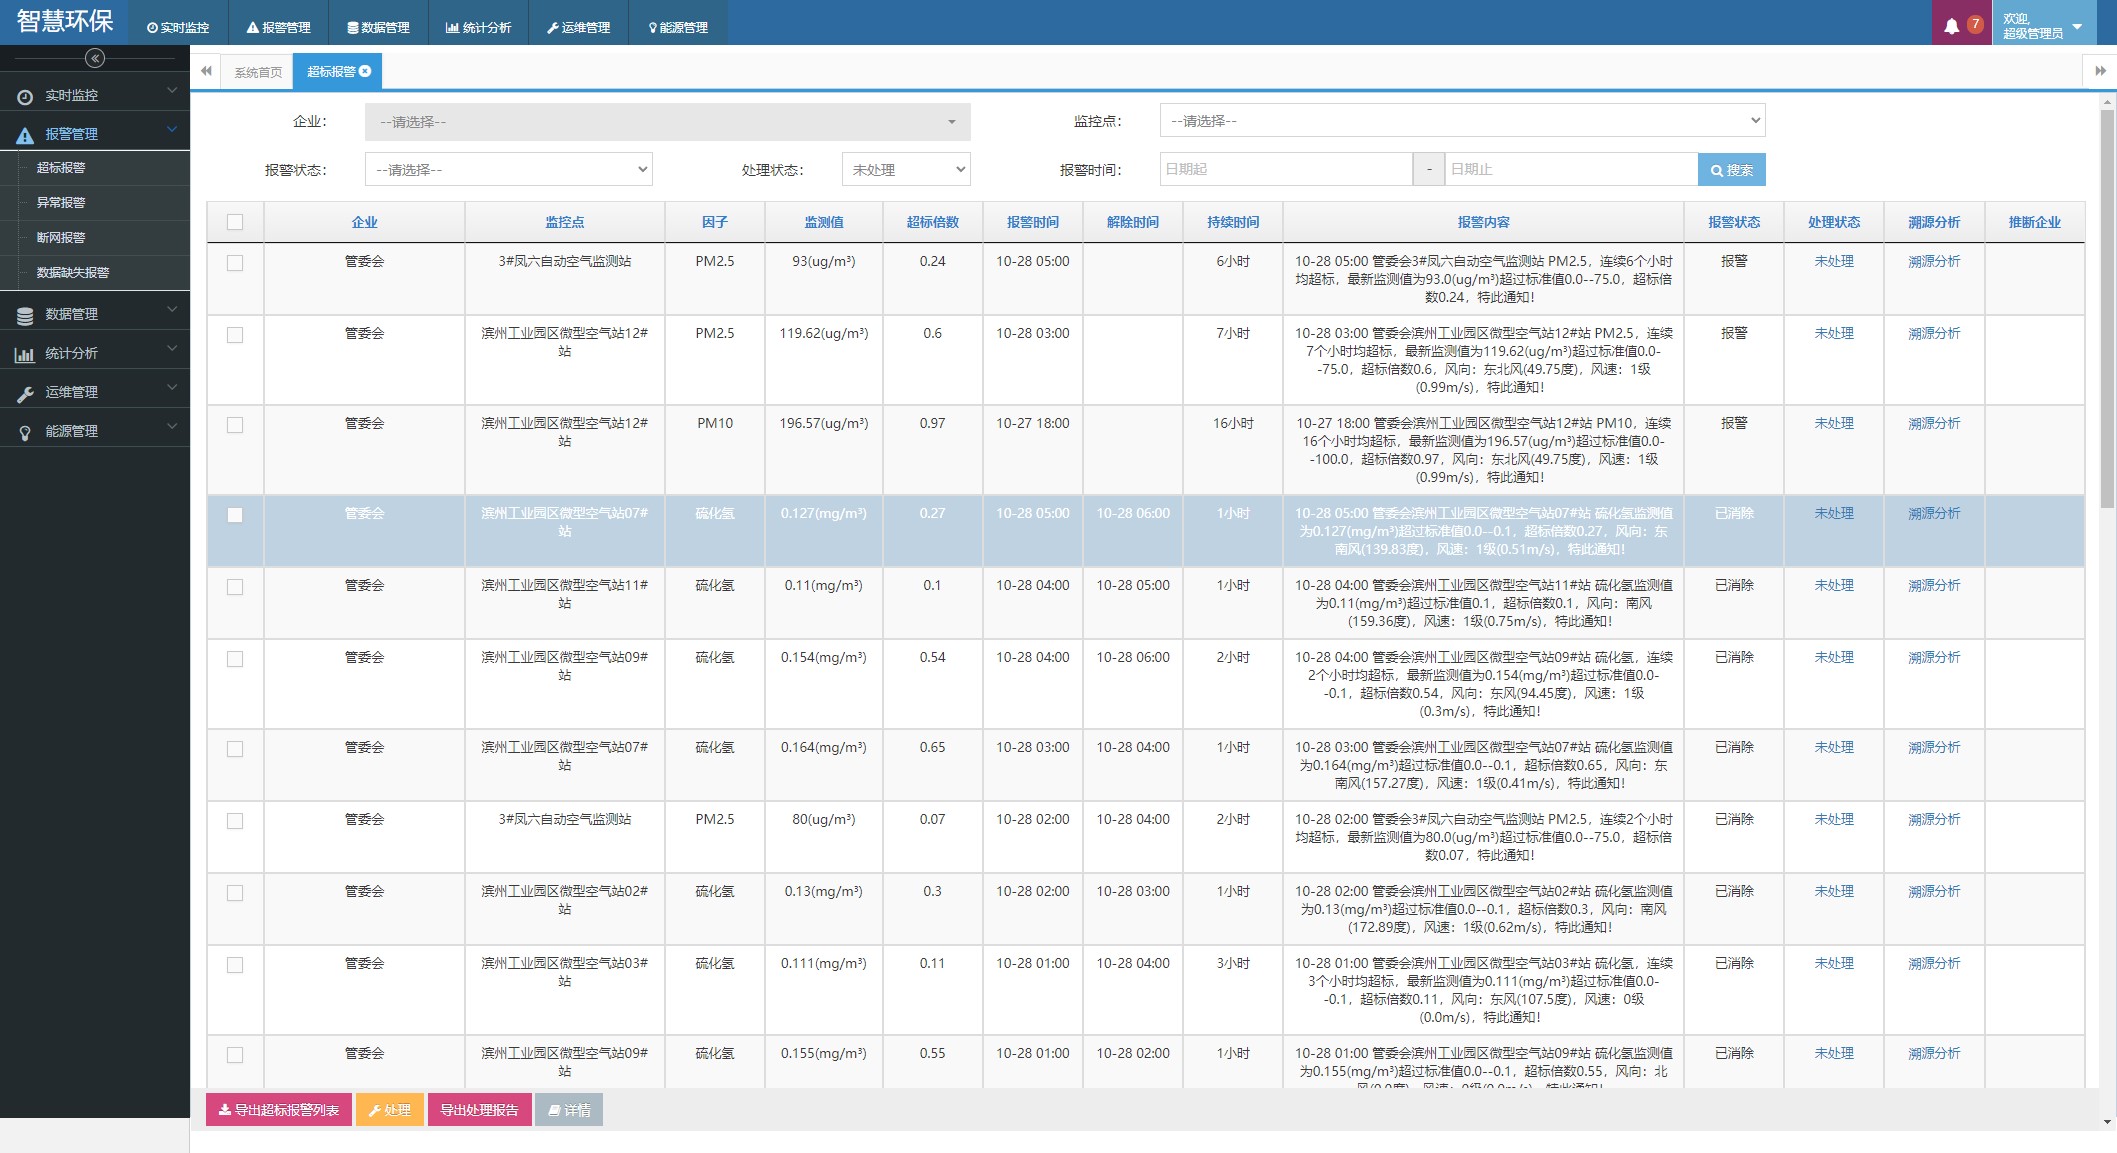 智慧环保
实时监控 报警管理 数据管理 统计分析 运维管理 能源管理 7 欢迎,
超级管理员
系统首页 超标报警
实时监控
报警管理
超标报警
异常报警
断网报警
数据缺失报警
数据管理
统计分析
运维管理
能源管理
企业： --请选择-- 监控点： --请选择--
报警状态： --请选择-- 处理状态： 未处理 报警时间： 日期起 - 日期止 搜索
企业 监控点 因子 监测值 超标倍数 报警时间 解除时间 持续时间 报警内容 报警状态 处理状态 溯源分析 推断企业
管委会 3#凤六自动空气监测站 PM2.5 93(ug/m³) 0.24 10-28 05:00 6小时 10-28 05:00 管委会3#凤六自动空气监测站 PM2.5，连续6个小时 报警 未处理 溯源分析
均超标，最新监测值为93.0(ug/m³)超过标准值0.0--75.0，超标倍
数0.24，特此通知!
管委会 滨州工业园区微型空气站12# PM2.5 119.62(ug/m³) 0.6 10-28 03:00 7小时 10-28 03:00 管委会滨州工业园区微型空气站12#站 PM2.5，连续 报警 未处理 溯源分析
站 7个小时均超标，最新监测值为119.62(ug/m³)超过标准值0.0-
-75.0，超标倍数0.6，风向：东北风(49.75度)，风速：1级
(0.99m/s)，特此通知!
管委会 滨州工业园区微型空气站12# PM10 196.57(ug/m³) 0.97 10-27 18:00 16小时 10-27 18:00 管委会滨州工业园区微型空气站12#站 PM10，连续 报警 未处理 溯源分析
站 16个小时均超标，最新监测值为196.57(ug/m³)超过标准值0.0-
-100.0，超标倍数0.97，风向：东北风(49.75度)，风速：1级
(0.99m/s)，特此通知!
管委会 滨州工业园区微型空气站07# 硫化氢 0.127(mg/m³) 0.27 10-28 05:00 10-28 06:00 1小时 10-28 05:00 管委会滨州工业园区微型空气站07#站 硫化氢监测值 已消除 未处理 溯源分析
站 为0.127(mg/m³)超过标准值0.0--0.1，超标倍数0.27，风向：东
南风(139.83度)，风速：1级(0.51m/s)，特此通知!
管委会 滨州工业园区微型空气站11# 硫化氢 0.11(mg/m³) 0.1 10-28 04:00 10-28 05:00 1小时 10-28 04:00 管委会滨州工业园区微型空气站11#站 硫化氢监测值 已消除 未处理 溯源分析
站 为0.11(mg/m³)超过标准值0.1，超标倍数0.1，风向：南风
(159.36度)，风速：1级(0.75m/s)，特此通知!
管委会 滨州工业园区微型空气站09# 硫化氢 0.154(mg/m³) 0.54 10-28 04:00 10-28 06:00 2小时 10-28 04:00 管委会滨州工业园区微型空气站09#站 硫化氢，连续 已消除 未处理 溯源分析
站 2个小时均超标，最新监测值为0.154(mg/m³)超过标准值0.0-
-0.1，超标倍数0.54，风向：东风(94.45度)，风速：1级
(0.3m/s)，特此通知!
管委会 滨州工业园区微型空气站07# 硫化氢 0.164(mg/m³) 0.65 10-28 03:00 10-28 04:00 1小时 10-28 03:00 管委会滨州工业园区微型空气站07#站 硫化氢监测值 已消除 未处理 溯源分析
站 为0.164(mg/m³)超过标准值0.0--0.1，超标倍数0.65，风向：东
南风(157.27度)，风速：1级(0.41m/s)，特此通知!
管委会 3#凤六自动空气监测站 PM2.5 80(ug/m³) 0.07 10-28 02:00 10-28 04:00 2小时 10-28 02:00 管委会3#凤六自动空气监测站 PM2.5，连续2个小时 已消除 未处理 溯源分析
均超标，最新监测值为80.0(ug/m³)超过标准值0.0--75.0，超标倍
数0.07，特此通知!
管委会 滨州工业园区微型空气站02# 硫化氢 0.13(mg/m³) 0.3 10-28 02:00 10-28 03:00 1小时 10-28 02:00 管委会滨州工业园区微型空气站02#站 硫化氢监测值 已消除 未处理 溯源分析
站 为0.13(mg/m³)超过标准值0.0--0.1，超标倍数0.3，风向：南风
(172.89度)，风速：1级(0.62m/s)，特此通知!
管委会 滨州工业园区微型空气站03# 硫化氢 0.111(mg/m³) 0.11 10-28 01:00 10-28 04:00 3小时 10-28 01:00 管委会滨州工业园区微型空气站03#站 硫化氢，连续 已消除 未处理 溯源分析
站 3个小时均超标，最新监测值为0.111(mg/m³)超过标准值0.0-
-0.1，超标倍数0.11，风向：东风(107.5度)，风速：0级
(0.0m/s)，特此通知!
管委会 滨州工业园区微型空气站09# 硫化氢 0.155(mg/m³) 0.55 10-28 01:00 10-28 02:00 1小时 10-28 01:00 管委会滨州工业园区微型空气站09#站 硫化氢监测值 已消除 未处理 溯源分析
站 为0.155(mg/m³)超过标准值0.0--0.1，超标倍数0.55，风向：北
导出超标报警列表 处理 导出处理报告 详情